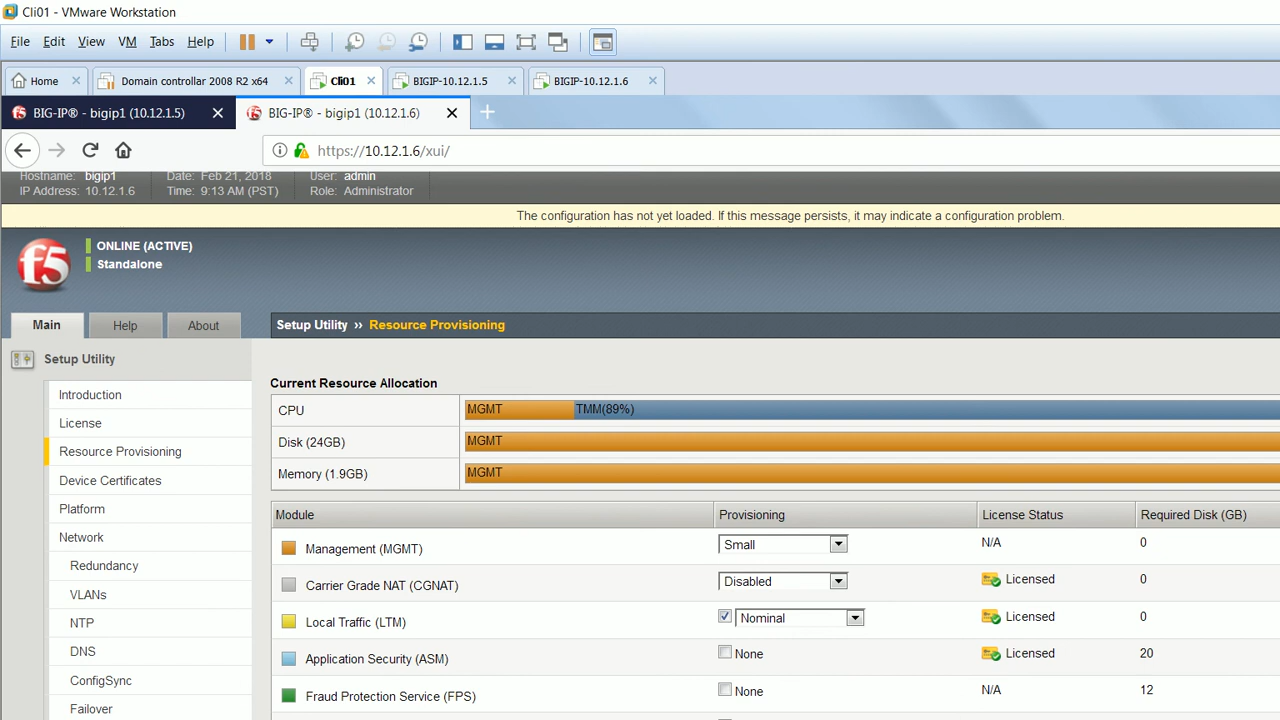 Cli01 - VMware Workstation
File Edit View VM Tabs Help
Home Domain controllar 2008 R2 x64 Cli01 BIGIP-10.12.1.5 BIGIP-10.12.1.6
BIG-IP® - bigip1 (10.12.1.5) BIG-IP® - bigip1 (10.12.1.6)
https://10.12.1.6/xui/
Hostname: bigip1 Date: Feb 21, 2018 User: admin
IP Address: 10.12.1.6 Time: 9:13 AM (PST) Role: Administrator
The configuration has not yet loaded. If this message persists, it may indicate a configuration problem.
f5
ONLINE (ACTIVE)
Standalone
Main Help About
Setup Utility ›› Resource Provisioning
Setup Utility
Introduction
License
Resource Provisioning
Device Certificates
Platform
Network
Redundancy
VLANs
NTP
DNS
ConfigSync
Failover
Current Resource Allocation
CPU MGMT TMM(89%)
Disk (24GB) MGMT
Memory (1.9GB) MGMT
Module Provisioning License Status Required Disk (GB)
Management (MGMT) Small N/A 0
Carrier Grade NAT (CGNAT) Disabled Licensed 0
Local Traffic (LTM) Nominal Licensed 0
Application Security (ASM) None Licensed 20
Fraud Protection Service (FPS) None N/A 12